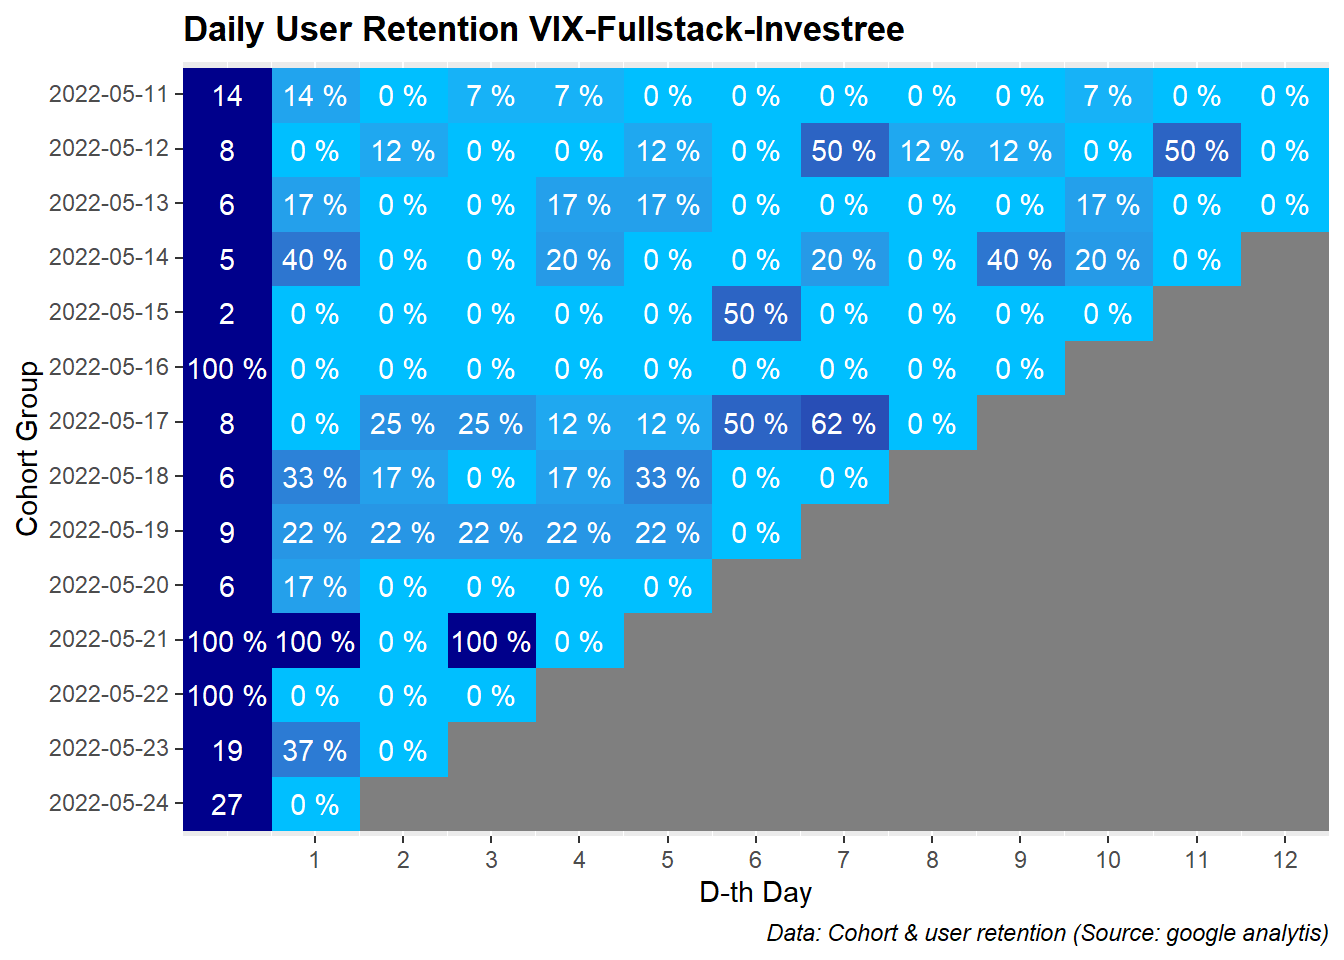 Daily User Retention VIX-Fullstack-Investree
2022-05-11 14 14 % 0 % 7 % 7 % 0 % 0 % 0 % 0 % 0 % 7 % 0 % 0 %
2022-05-12 8 0 % 12 % 0 % 0 % 12 % 0 % 50 % 12 % 12 % 0 % 50 % 0 %
2022-05-13 6 17 % 0 % 0 % 17 % 17 % 0 % 0 % 0 % 0 % 17 % 0 % 0 %
2022-05-14 5 40 % 0 % 0 % 20 % 0 % 0 % 20 % 0 % 40 % 20 % 0 %
2022-05-15 2 0 % 0 % 0 % 0 % 0 % 50 % 0 % 0 % 0 % 0 %
2022-05-16 100 % 0 % 0 % 0 % 0 % 0 % 0 % 0 % 0 % 0 %
2022-05-17 8 0 % 25 % 25 % 12 % 12 % 50 % 62 % 0 %
2022-05-18 6 33 % 17 % 0 % 17 % 33 % 0 % 0 %
2022-05-19 9 22 % 22 % 22 % 22 % 22 % 0 %
2022-05-20 6 17 % 0 % 0 % 0 % 0 %
2022-05-21 100 % 100 % 0 % 100 % 0 %
2022-05-22 100 % 0 % 0 % 0 %
2022-05-23 19 37 % 0 %
2022-05-24 27 0 %
Cohort Group
1 2 3 4 5 6 7 8 9 10 11 12
D-th Day
Data: Cohort & user retention (Source: google analytis)